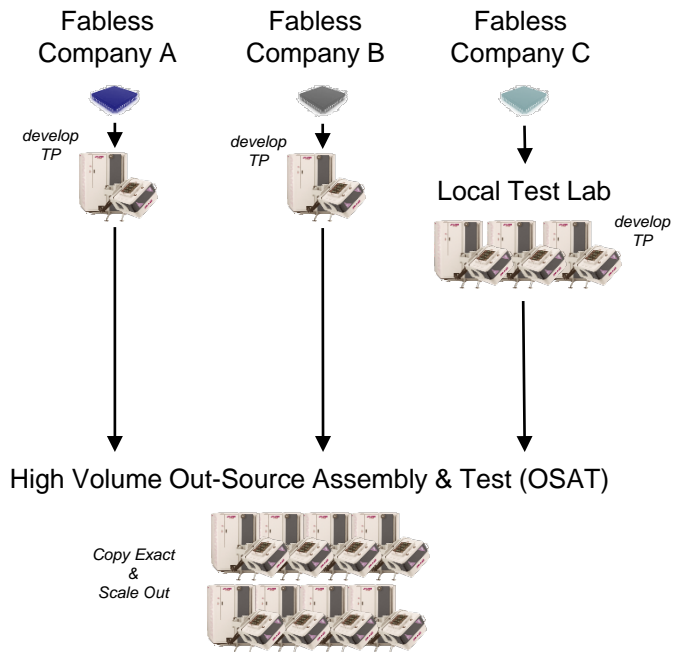 Fabless
Company A
Fabless
Company B
Fabless
Company C
develop
TP
develop
TP
Local Test Lab
develop
TP
High Volume Out-Source Assembly & Test (OSAT)
Copy Exact
&
Scale Out